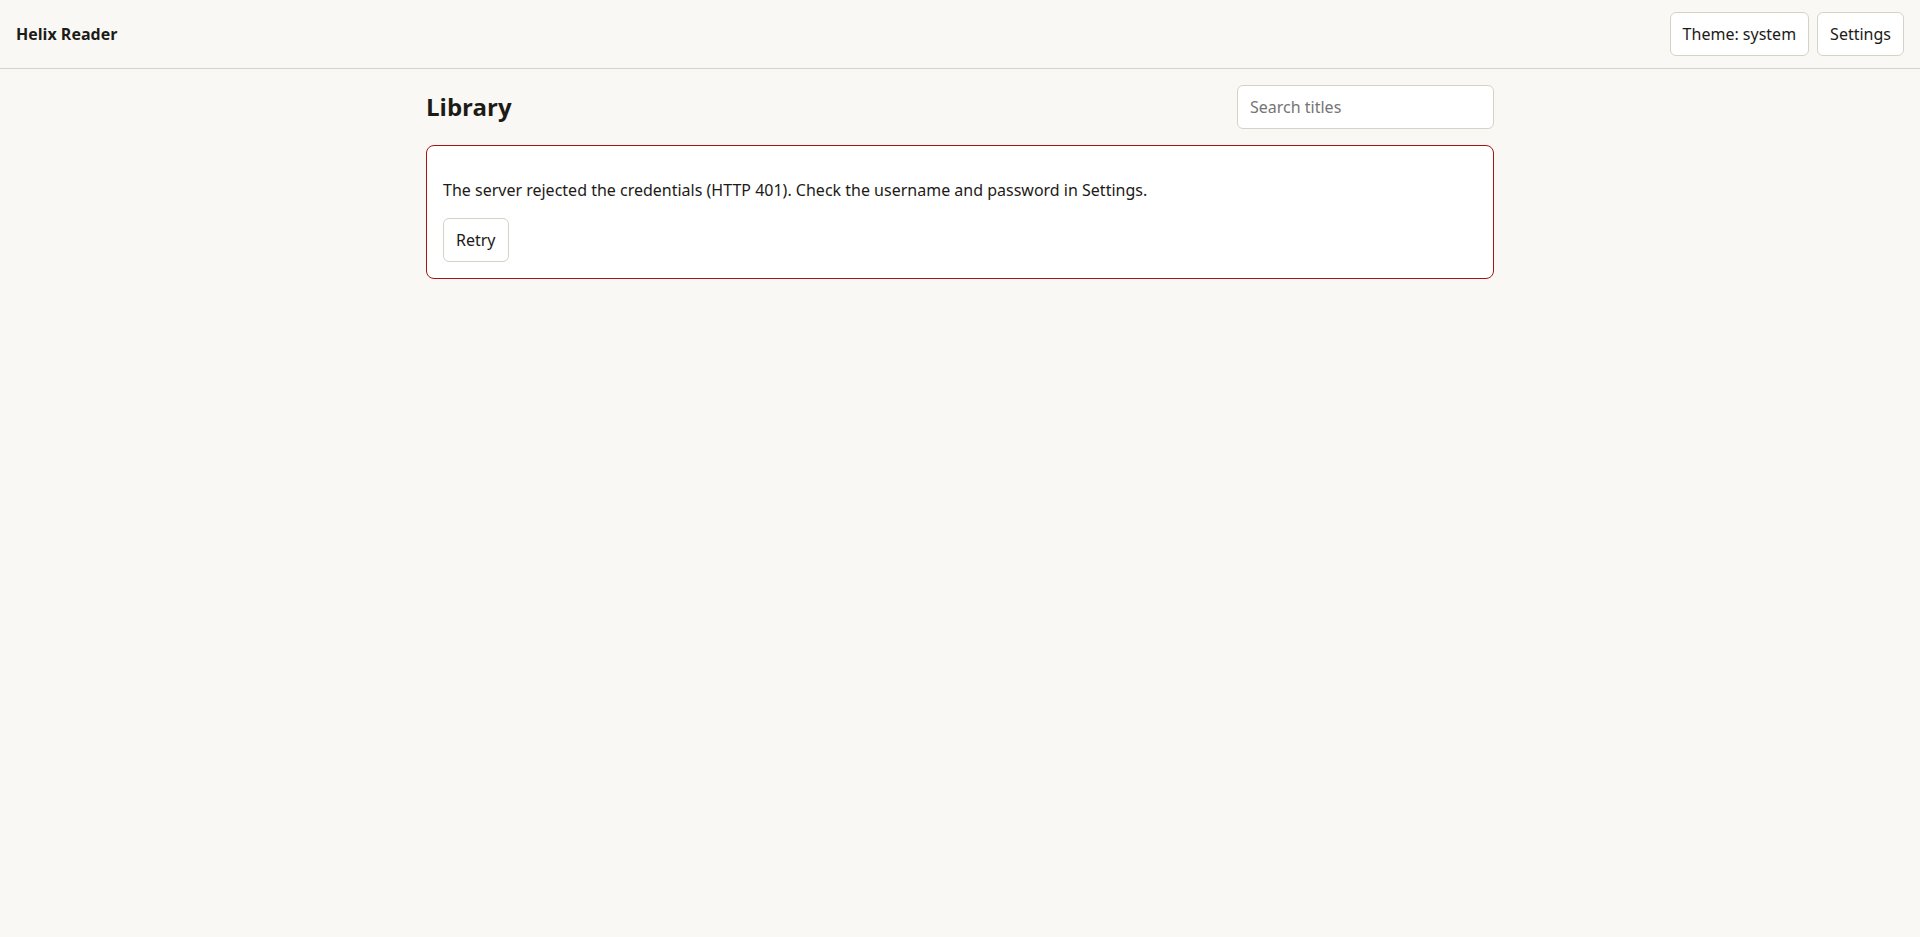 Helix Reader
Theme: system
Settings
Library
Search titles
The server rejected the credentials (HTTP 401). Check the username and password in Settings.
Retry